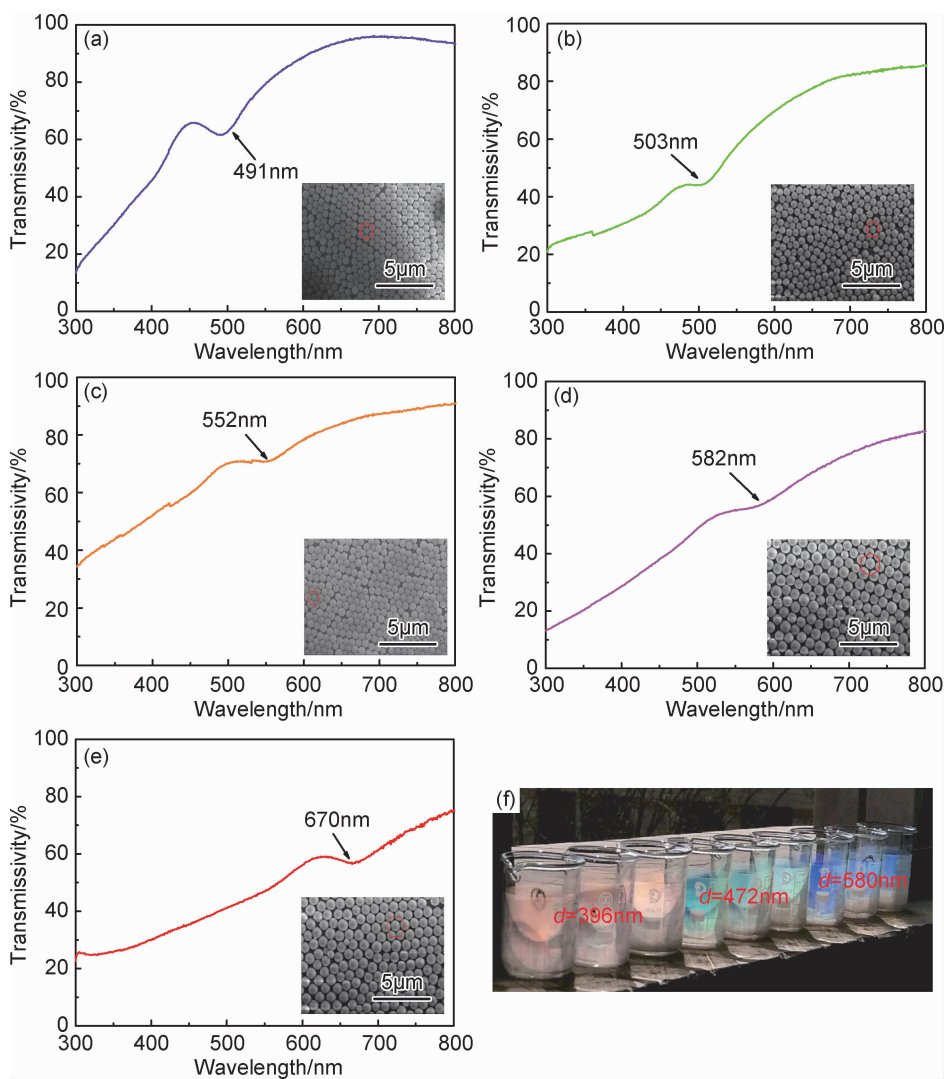 (a)
Transmissivity/%
100
80
60
40
20
0
491nm
5μm
300 400 500 600 700 800
Wavelength/nm
(b)
Transmissivity/%
100
80
60
40
20
0
503nm
5μm
300 400 500 600 700 800
Wavelength/nm
(c)
Transmissivity/%
100
80
60
40
20
0
552nm
5μm
300 400 500 600 700 800
Wavelength/nm
(d)
Transmissivity/%
100
80
60
40
20
0
582nm
5μm
300 400 500 600 700 800
Wavelength/nm
(e)
Transmissivity/%
100
80
60
40
20
0
670nm
5μm
300 400 500 600 700 800
Wavelength/nm
(f)
d=396nm
d=472nm
d=580nm